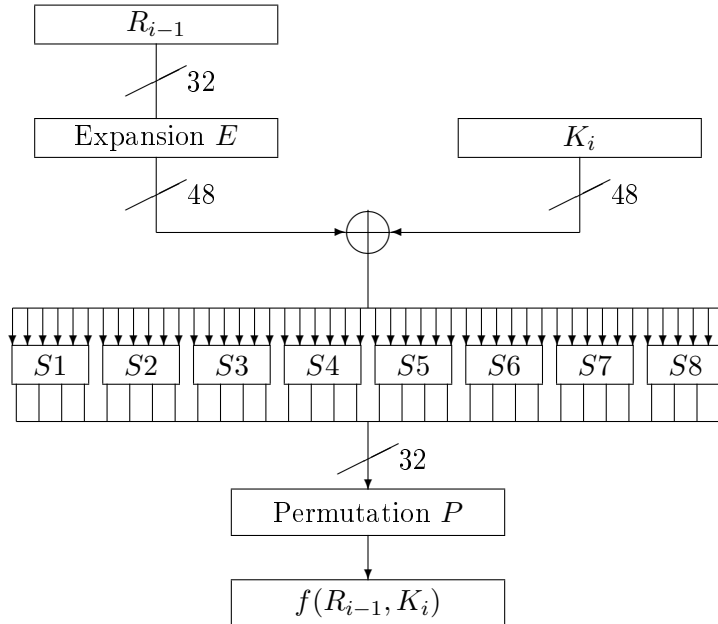 R_{i-1}
32
Expansion E
K_i
48
48
S1 S2 S3 S4 S5 S6 S7 S8
32
Permutation P
f(R_{i-1}, K_i)